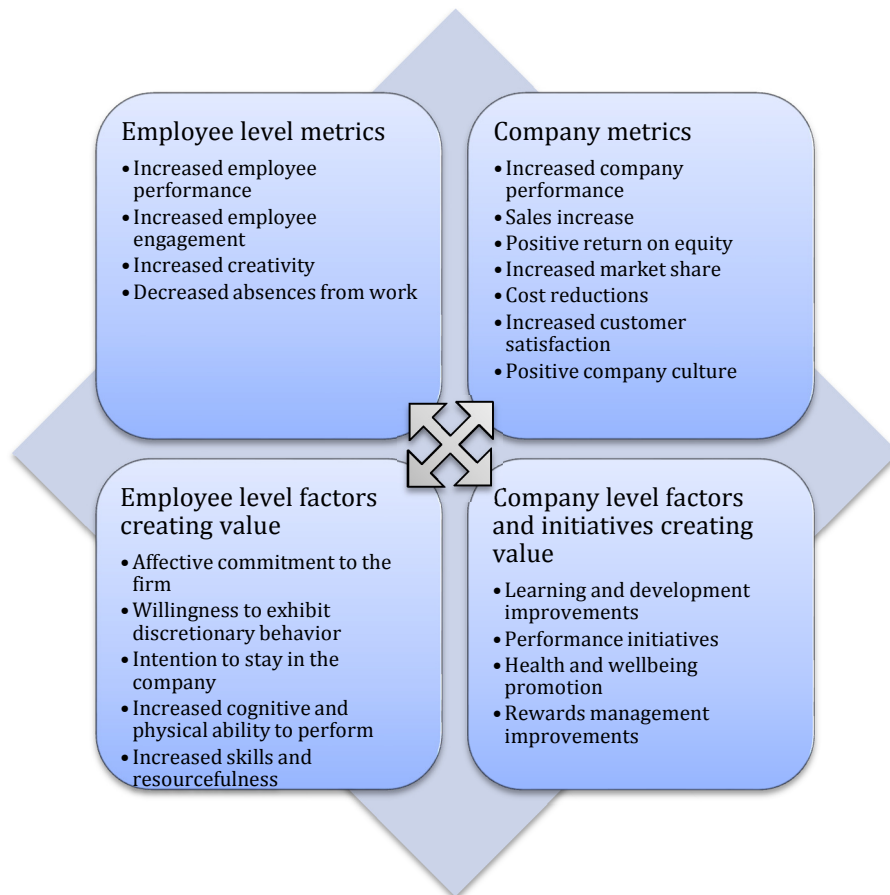 Employee level metrics
• Increased employee
performance
• Increased employee
engagement
• Increased creativity
• Decreased absences from work
Company metrics
• Increased company
performance
• Sales increase
• Positive return on equity
• Increased market share
• Cost reductions
• Increased customer
satisfaction
• Positive company culture
Employee level factors
creating value
• Affective commitment to the
firm
• Willingness to exhibit
discretionary behavior
• Intention to stay in the
company
• Increased cognitive and
physical ability to perform
• Increased skills and
resourcefulness
Company level factors
and initiatives creating
value
• Learning and development
improvements
• Performance initiatives
• Health and wellbeing
promotion
• Rewards management
improvements